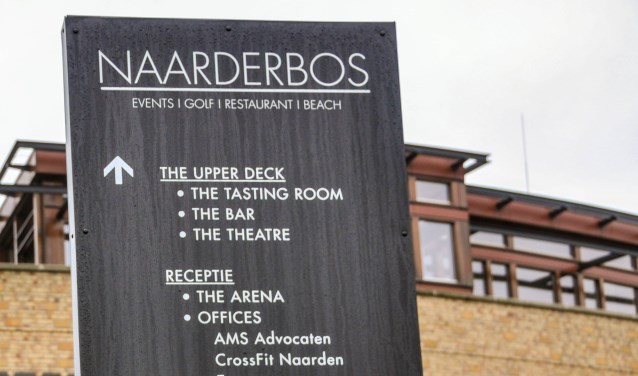 NAARDERBOS
EVENTS | GOLF | RESTAURANT | BEACH
THE UPPER DECK
• THE TASTING ROOM
• THE BAR
• THE THEATRE
RECEPTIE
• THE ARENA
• OFFICES
AMS Advocaten
CrossFit Naarden